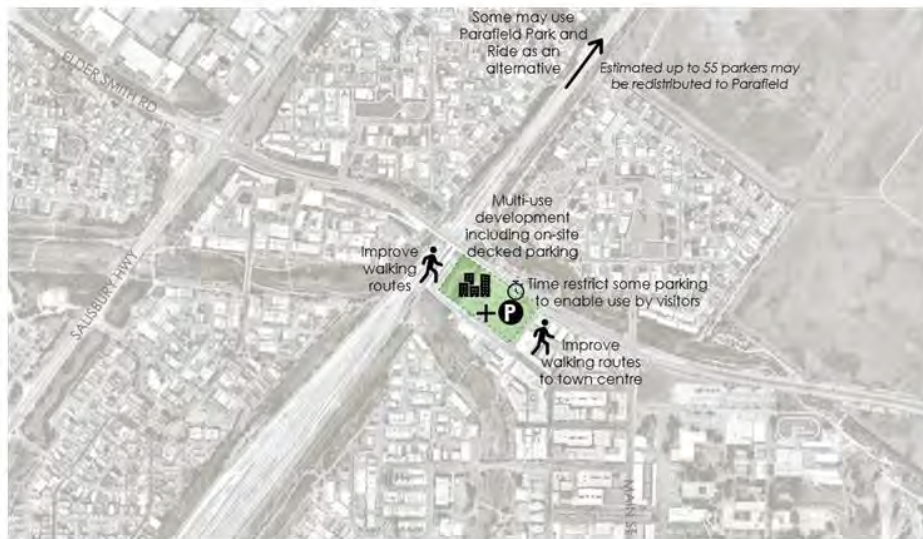 Some may use
Parafield Park and
Ride as an
alternative
Estimated up to 55 parkers may
be redistributed to Parafield
ELDER SMITH RD
Multi-use
development
including on-site
decked parking
Improve
walking
routes
Time restrict some parking
to enable use by visitors
P
Improve
walking routes
to town centre
SALISBURY HWY
MAIN ST